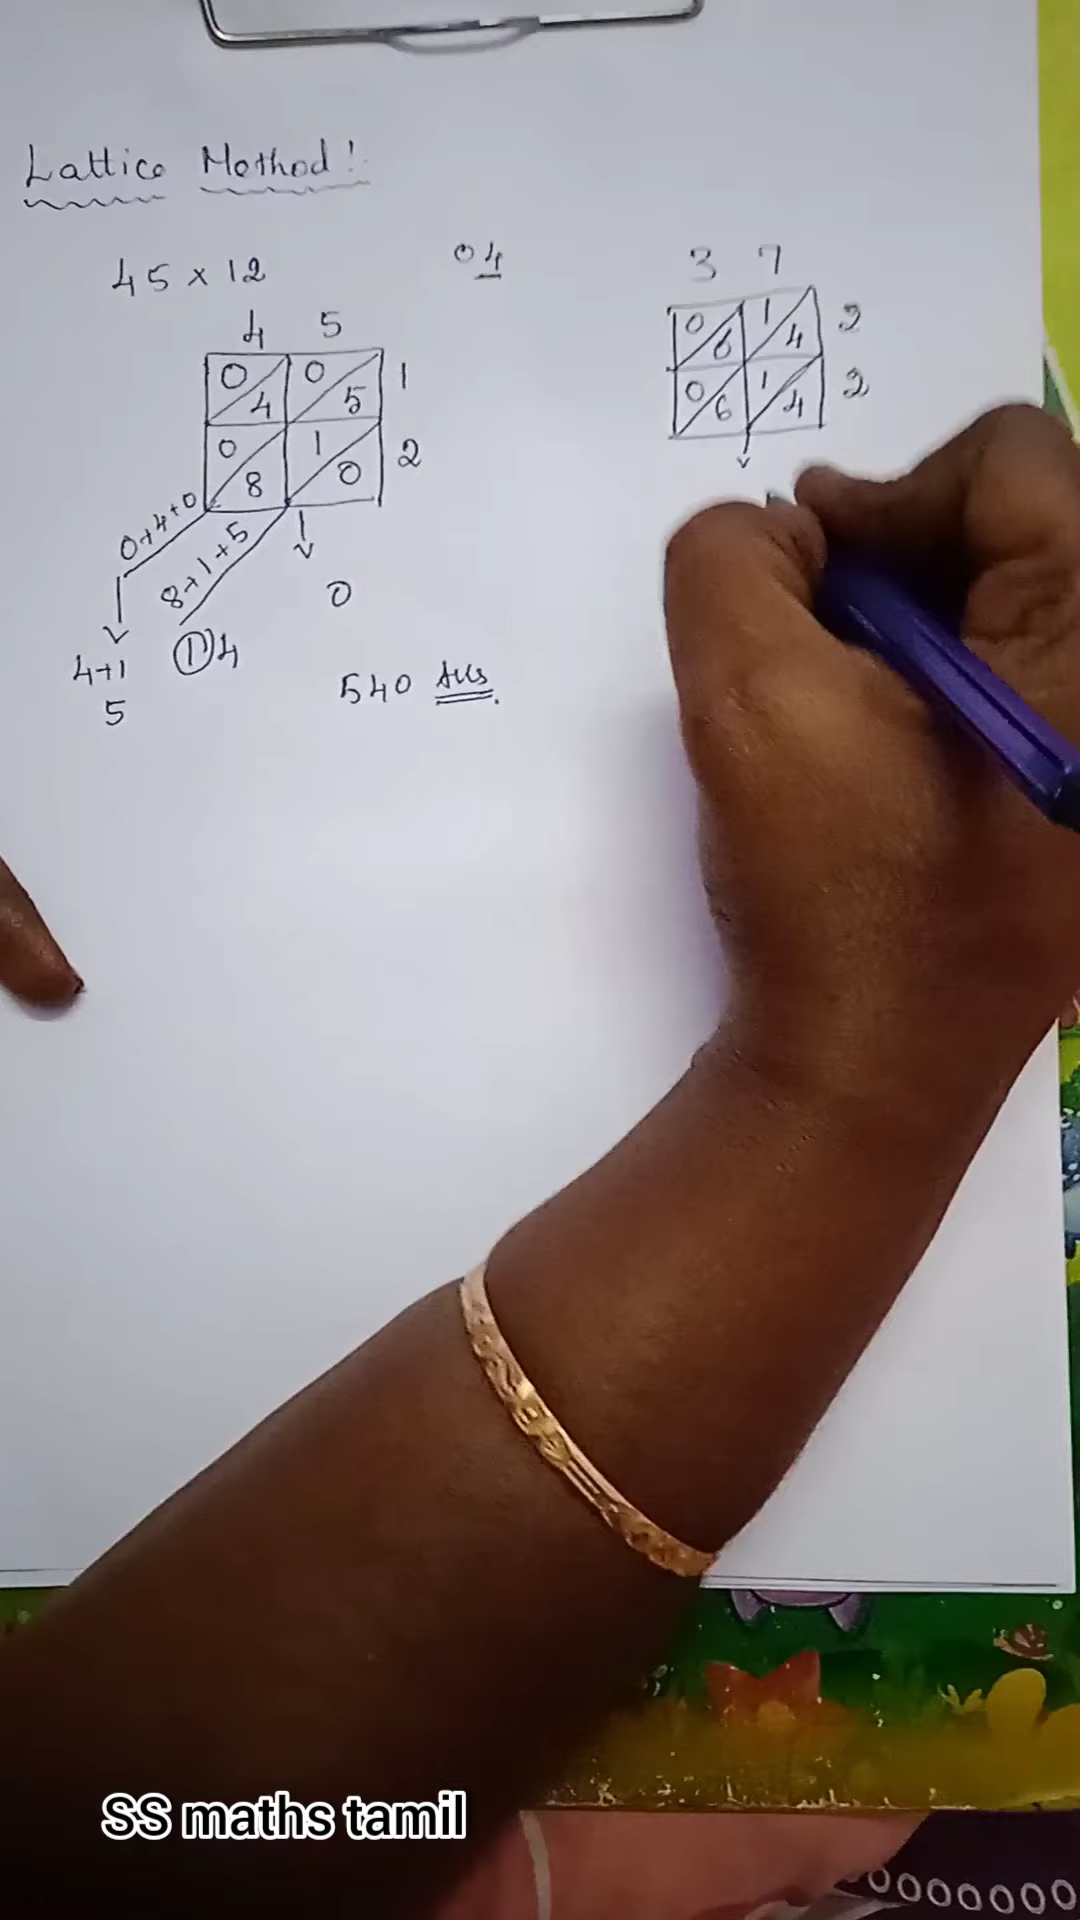 Lattice Method!
45 x 12
04
4 5
0 4 0 5 1
0 8 1 0 2
0+4+0
8+1+5
0
4+1
①4
5
540 Ans.
3 7
0 6 1 4 2
0 6 1 4 2
SS maths tamil